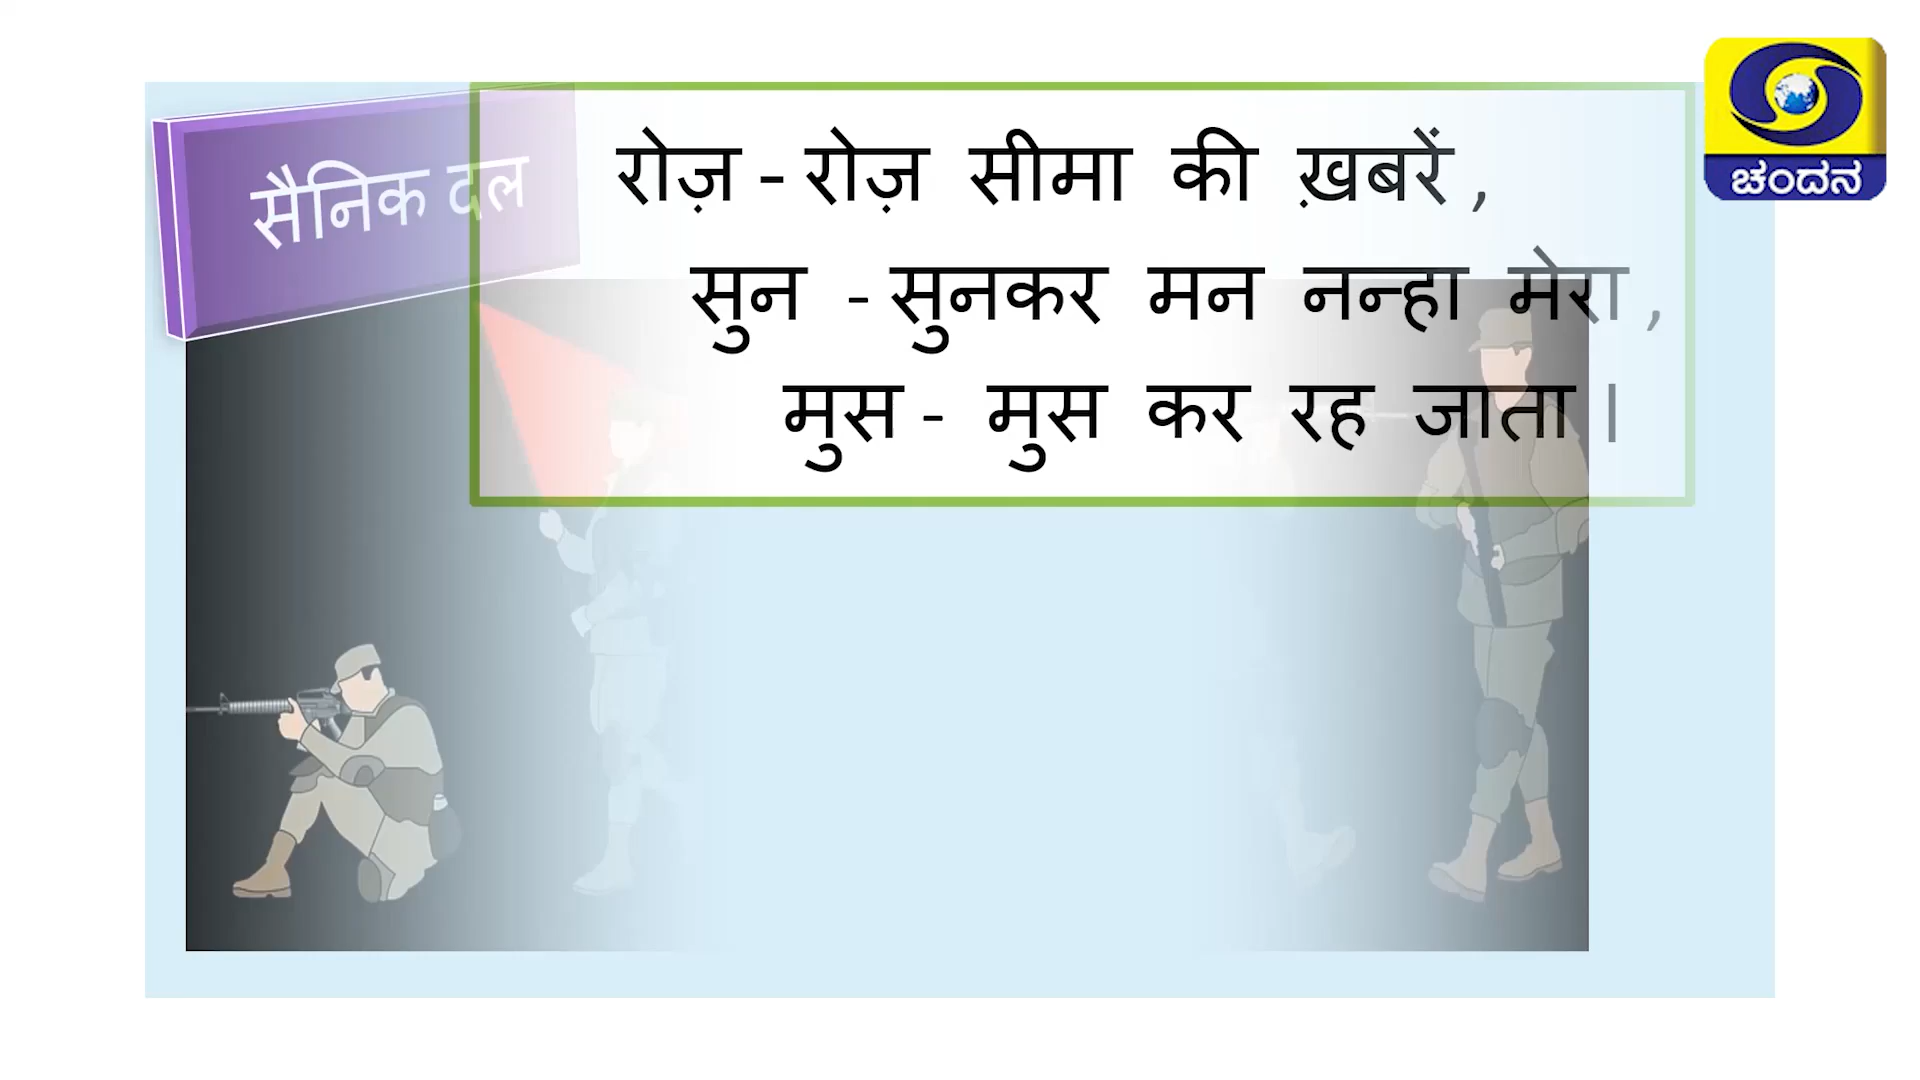 सैनिक दल
रोज़ - रोज़ सीमा की ख़बरें ,
सुन - सुनकर मन नन्हा मेरा ,
मुस - मुस कर रह जाता ।
ಚಂದನ